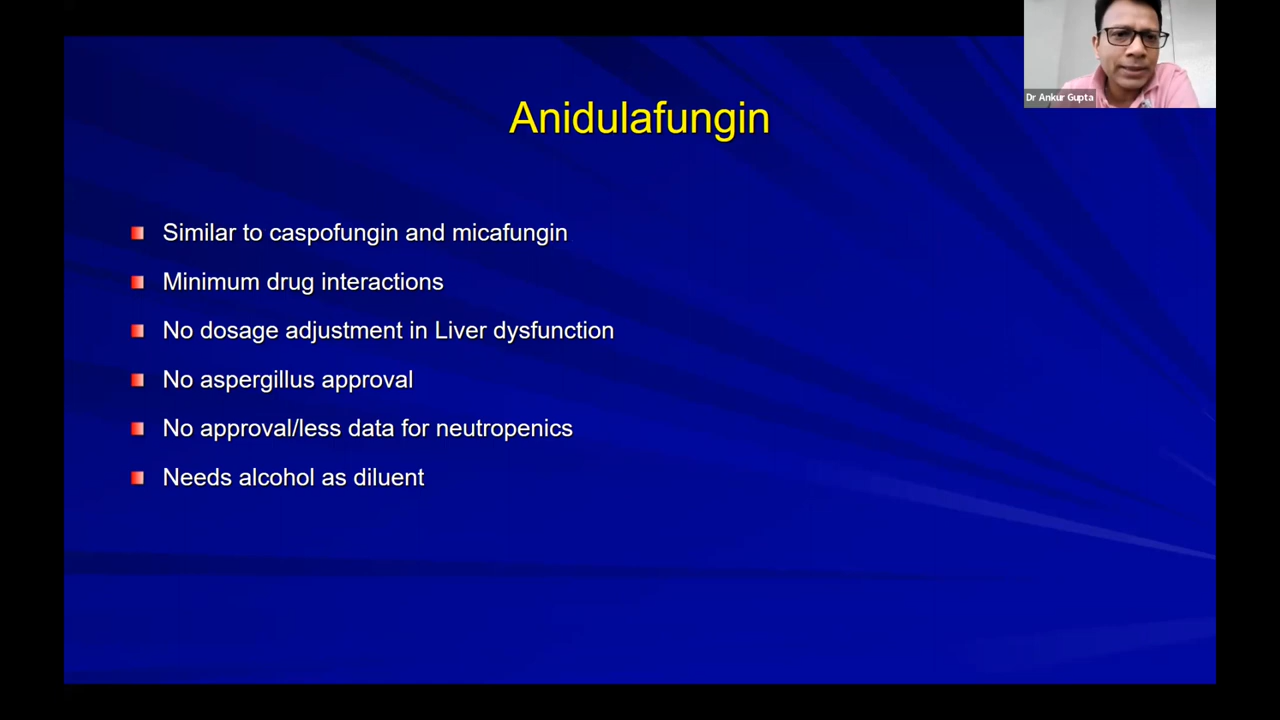 Dr Ankur Gupta
Anidulafungin
Similar to caspofungin and micafungin
Minimum drug interactions
No dosage adjustment in Liver dysfunction
No aspergillus approval
No approval/less data for neutropenics
Needs alcohol as diluent